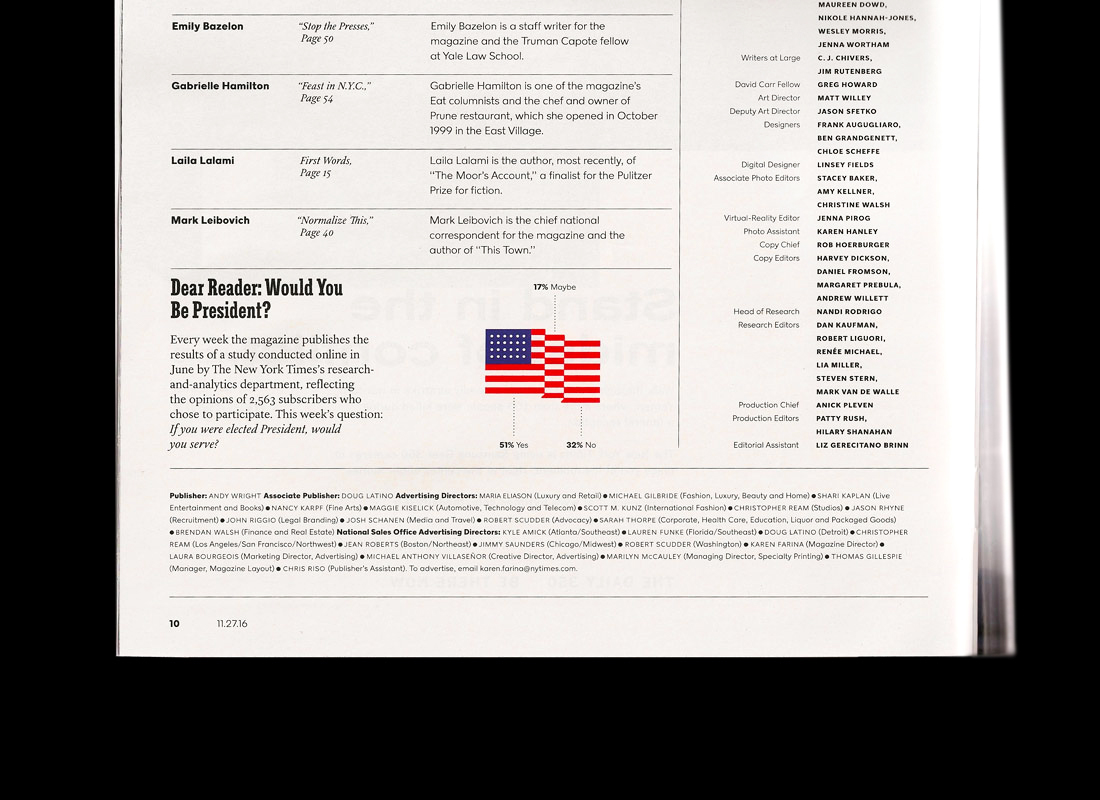 Emily Bazelon
“Stop the Presses,”
Page 50
Emily Bazelon is a staff writer for the
magazine and the Truman Capote fellow
at Yale Law School.
Gabrielle Hamilton
“Feast in N.Y.C.,”
Page 54
Gabrielle Hamilton is one of the magazine’s
Eat columnists and the chef and owner of
Prune restaurant, which she opened in October
1999 in the East Village.
Laila Lalami
First Words,
Page 15
Laila Lalami is the author, most recently, of
“The Moor’s Account,” a finalist for the Pulitzer
Prize for fiction.
Mark Leibovich
“Normalize This,”
Page 40
Mark Leibovich is the chief national
correspondent for the magazine and the
author of “This Town.”
Dear Reader: Would You
Be President?
Every week the magazine publishes the
results of a study conducted online in
June by The New York Times’s research-
and-analytics department, reflecting
the opinions of 2,563 subscribers who
chose to participate. This week’s question:
If you were elected President, would
you serve?
17% Maybe
51% Yes 32% No
MAUREEN DOWD,
NIKOLE HANNAH-JONES,
WESLEY MORRIS,
JENNA WORTHAM
Writers at Large C. J. CHIVERS,
JIM RUTENBERG
David Carr Fellow GREG HOWARD
Art Director MATT WILLEY
Deputy Art Director JASON SFETKO
Designers FRANK AUGUGLIARO,
BEN GRANDGENETT,
CHLOE SCHEFFE
Digital Designer LINSEY FIELDS
Associate Photo Editors STACEY BAKER,
AMY KELLNER,
CHRISTINE WALSH
Virtual-Reality Editor JENNA PIROG
Photo Assistant KAREN HANLEY
Copy Chief ROB HOERBURGER
Copy Editors HARVEY DICKSON,
DANIEL FROMSON,
MARGARET PREBULA,
ANDREW WILLETT
Head of Research NANDI RODRIGO
Research Editors DAN KAUFMAN,
ROBERT LIGUORI,
RENÉE MICHAEL,
LIA MILLER,
STEVEN STERN,
MARK VAN DE WALLE
Production Chief ANICK PLEVEN
Production Editors PATTY RUSH,
HILARY SHANAHAN
Editorial Assistant LIZ GERECITANO BRINN
Publisher: ANDY WRIGHT Associate Publisher: DOUG LATINO Advertising Directors: MARIA ELIASON (Luxury and Retail) ● MICHAEL GILBRIDE (Fashion, Luxury, Beauty and Home) ● SHARI KAPLAN (Live
Entertainment and Books) ● NANCY KARPF (Fine Arts) ● MAGGIE KISELICK (Automotive, Technology and Telecom) ● SCOTT M. KUNZ (International Fashion) ● CHRISTOPHER REAM (Studios) ● JASON RHYNE
(Recruitment) ● JOHN RIGGIO (Legal Branding) ● JOSH SCHANEN (Media and Travel) ● ROBERT SCUDDER (Advocacy) ● SARAH THORPE (Corporate, Health Care, Education, Liquor and Packaged Goods)
● BRENDAN WALSH (Finance and Real Estate) National Sales Office Advertising Directors: KYLE AMICK (Atlanta/Southeast) ● LAUREN FUNKE (Florida/Southeast) ● DOUG LATINO (Detroit) ● CHRISTOPHER
REAM (Los Angeles/San Francisco/Northwest) ● JEAN ROBERTS (Boston/Northeast) ● JIMMY SAUNDERS (Chicago/Midwest) ● ROBERT SCUDDER (Washington) ● KAREN FARINA (Magazine Director) ●
LAURA BOURGEOIS (Marketing Director, Advertising) ● MICHAEL ANTHONY VILLASEÑOR (Creative Director, Advertising) ● MARILYN McCAULEY (Managing Director, Specialty Printing) ● THOMAS GILLESPIE
(Manager, Magazine Layout) ● CHRIS RISO (Publisher’s Assistant). To advertise, email karen.farina@nytimes.com.
10 11.27.16